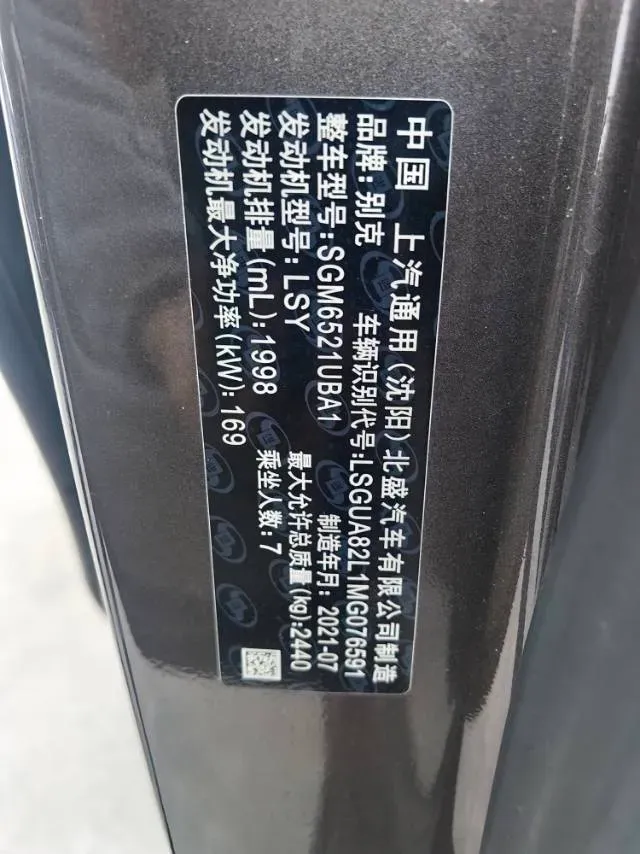 中国 上汽通用(沈阳)北盛汽车有限公司制造
品牌:别克 车辆识别代号:LSGUA82L1MG076591
整车型号:SGM6521UBA1 制造年月:2021-07
发动机型号:LSY 最大允许总质量(kg):2440
发动机排量(mL):1998 乘坐人数:7
发动机最大净功率(kW):169